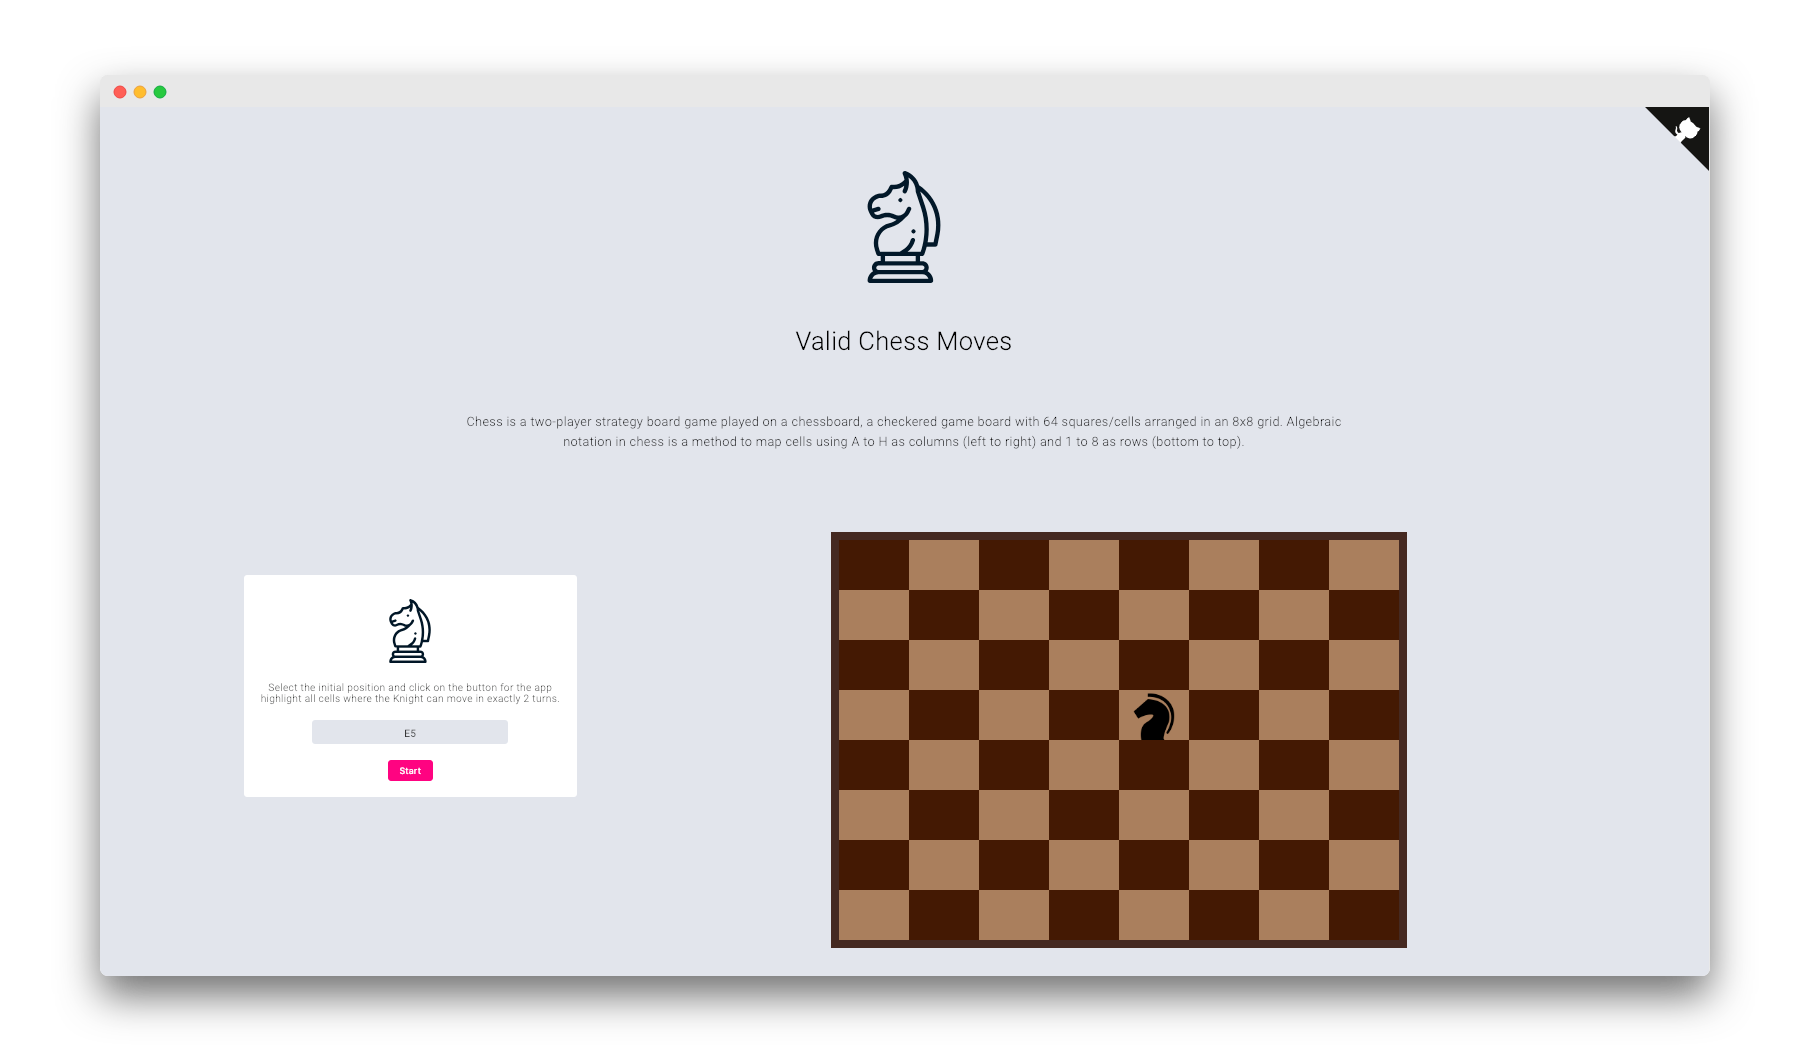 Valid Chess Moves
Chess is a two-player strategy board game played on a chessboard, a checkered game board with 64 squares/cells arranged in an 8x8 grid. Algebraic
notation in chess is a method to map cells using A to H as columns (left to right) and 1 to 8 as rows (bottom to top).
Select the initial position and click on the button for the app
highlight all cells where the Knight can move in exactly 2 turns.
E5
Start